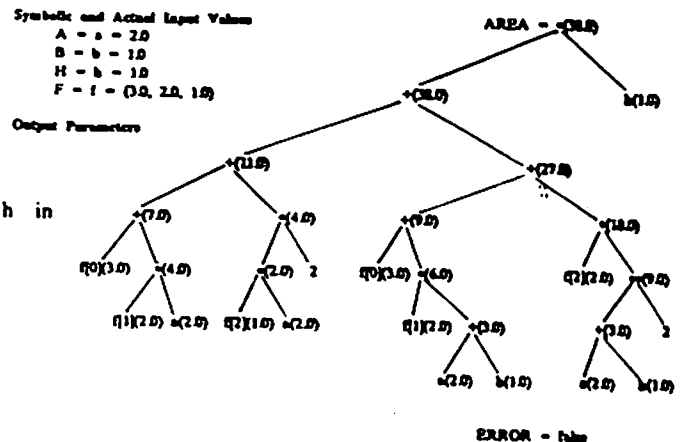 Symbolic and Actual Input Values
A = a = 2.0
B = b = 1.0
H = h = 1.0
F = f = (3.0, 2.0, 1.0)
Output Parameters
h in
AREA = *(38.0)
+(38.0)
h(1.0)
+(11.0)
+(27.0)
+(7.0)
*(4.0)
+(9.0)
*(18.0)
f[0](3.0)
*(4.0)
*(2.0)
2
f[0](3.0)
*(6.0)
f[2](2.0)
**(9.0)
f[1](2.0)
a(2.0)
f[2](1.0)
a(2.0)
f[1](2.0)
+(3.0)
+(3.0)
2
a(2.0)
h(1.0)
a(2.0)
h(1.0)
ERROR = false